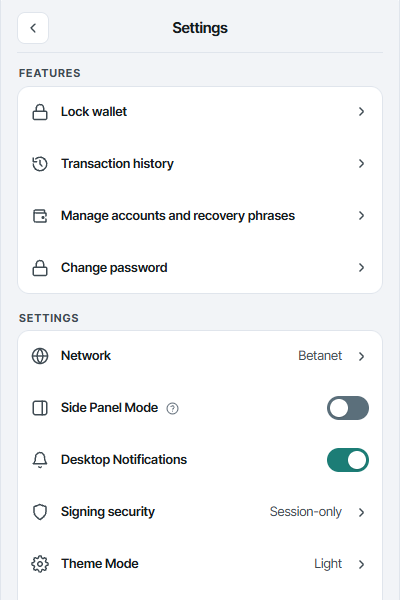 Settings
FEATURES
Lock wallet
Transaction history
Manage accounts and recovery phrases
Change password
SETTINGS
Network Betanet
Side Panel Mode
Desktop Notifications
Signing security Session-only
Theme Mode Light